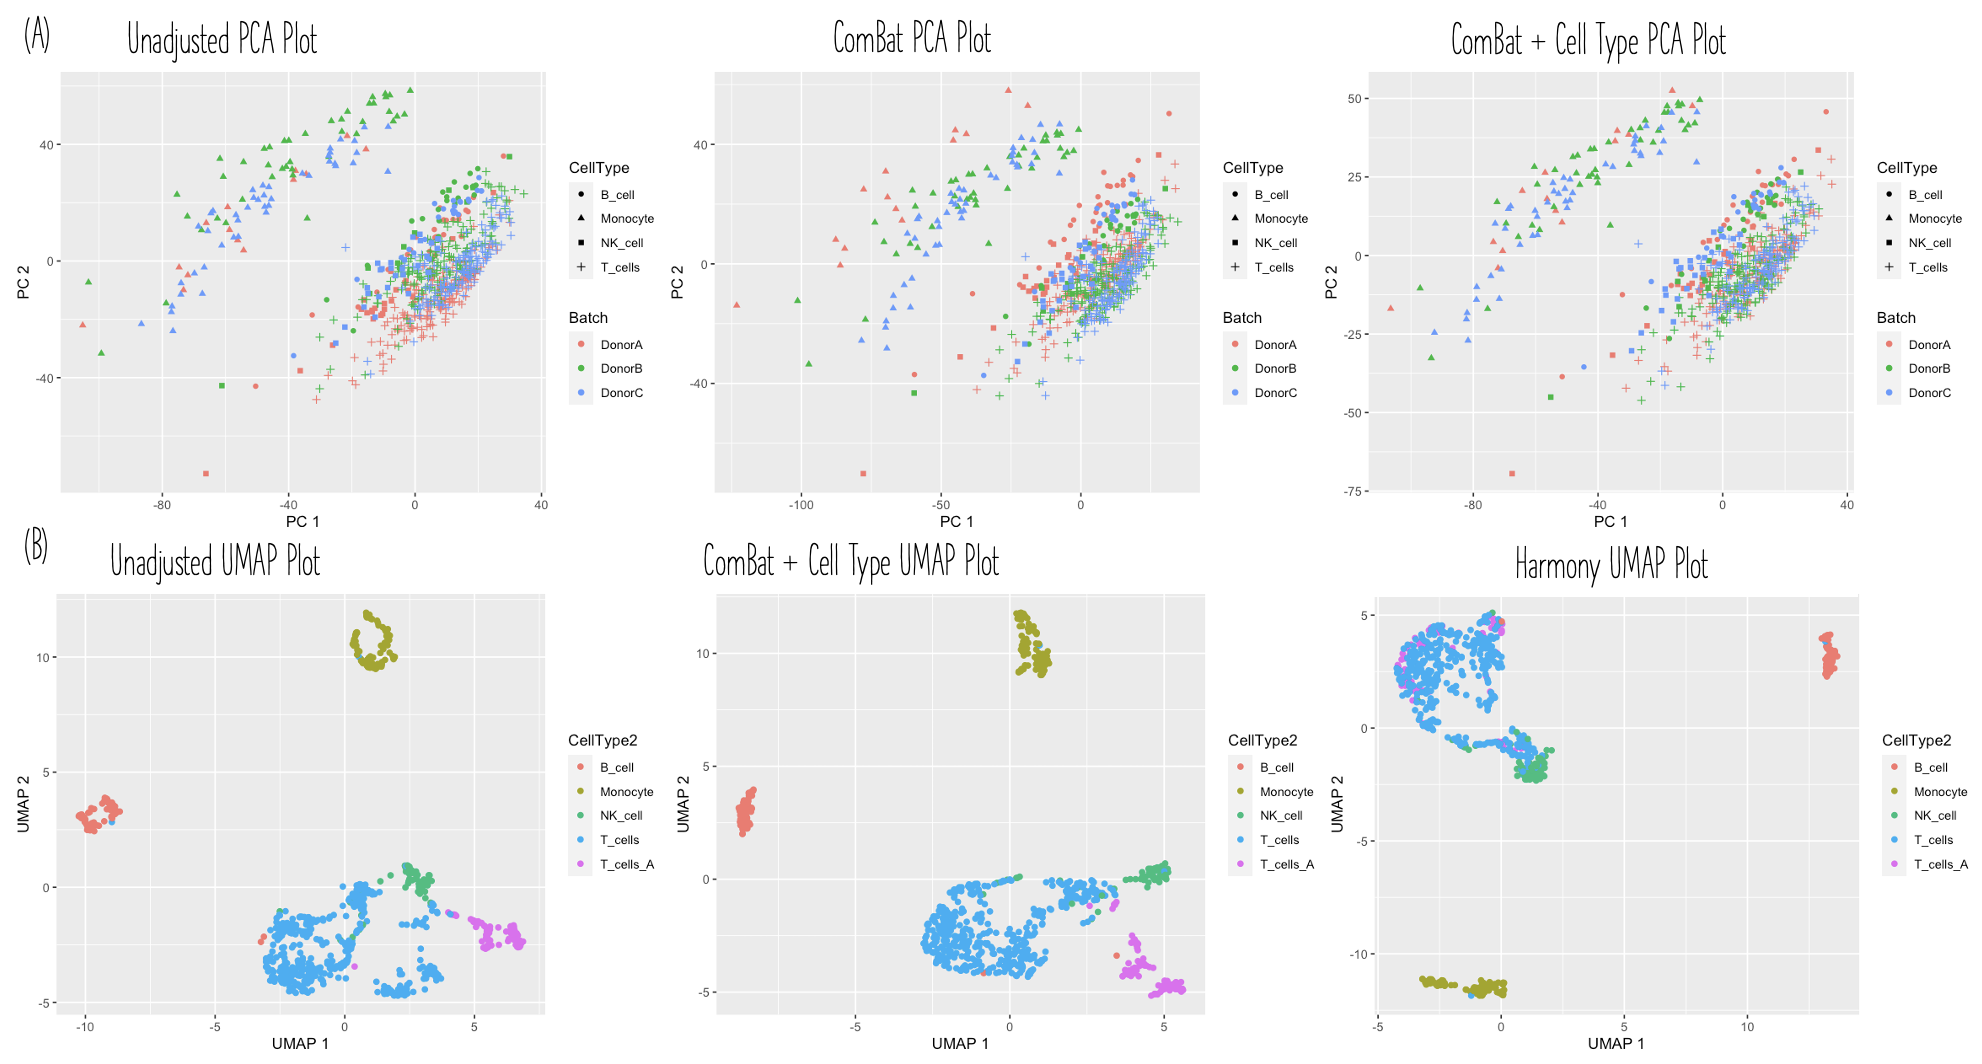 (A)
Unadjusted PCA Plot
ComBat PCA Plot
ComBat + Cell Type PCA Plot
PC 2
40
0
-40
-80
-40
0
40
PC 1
CellType
B_cell
Monocyte
NK_cell
T_cells
Batch
DonorA
DonorB
DonorC
PC 2
40
0
-40
-100
-50
0
PC 1
CellType
B_cell
Monocyte
NK_cell
T_cells
Batch
DonorA
DonorB
DonorC
PC 2
50
25
0
-25
-50
-75
-80
-40
0
40
PC 1
CellType
B_cell
Monocyte
NK_cell
T_cells
Batch
DonorA
DonorB
DonorC
(B)
Unadjusted UMAP Plot
ComBat + Cell Type UMAP Plot
Harmony UMAP Plot
UMAP 2
10
5
0
-5
-10
-5
0
5
UMAP 1
CellType2
B_cell
Monocyte
NK_cell
T_cells
T_cells_A
UMAP 2
10
5
0
-5
-5
0
5
UMAP 1
CellType2
B_cell
Monocyte
NK_cell
T_cells
T_cells_A
UMAP 2
5
0
-5
-10
-5
0
5
10
UMAP 1
CellType2
B_cell
Monocyte
NK_cell
T_cells
T_cells_A